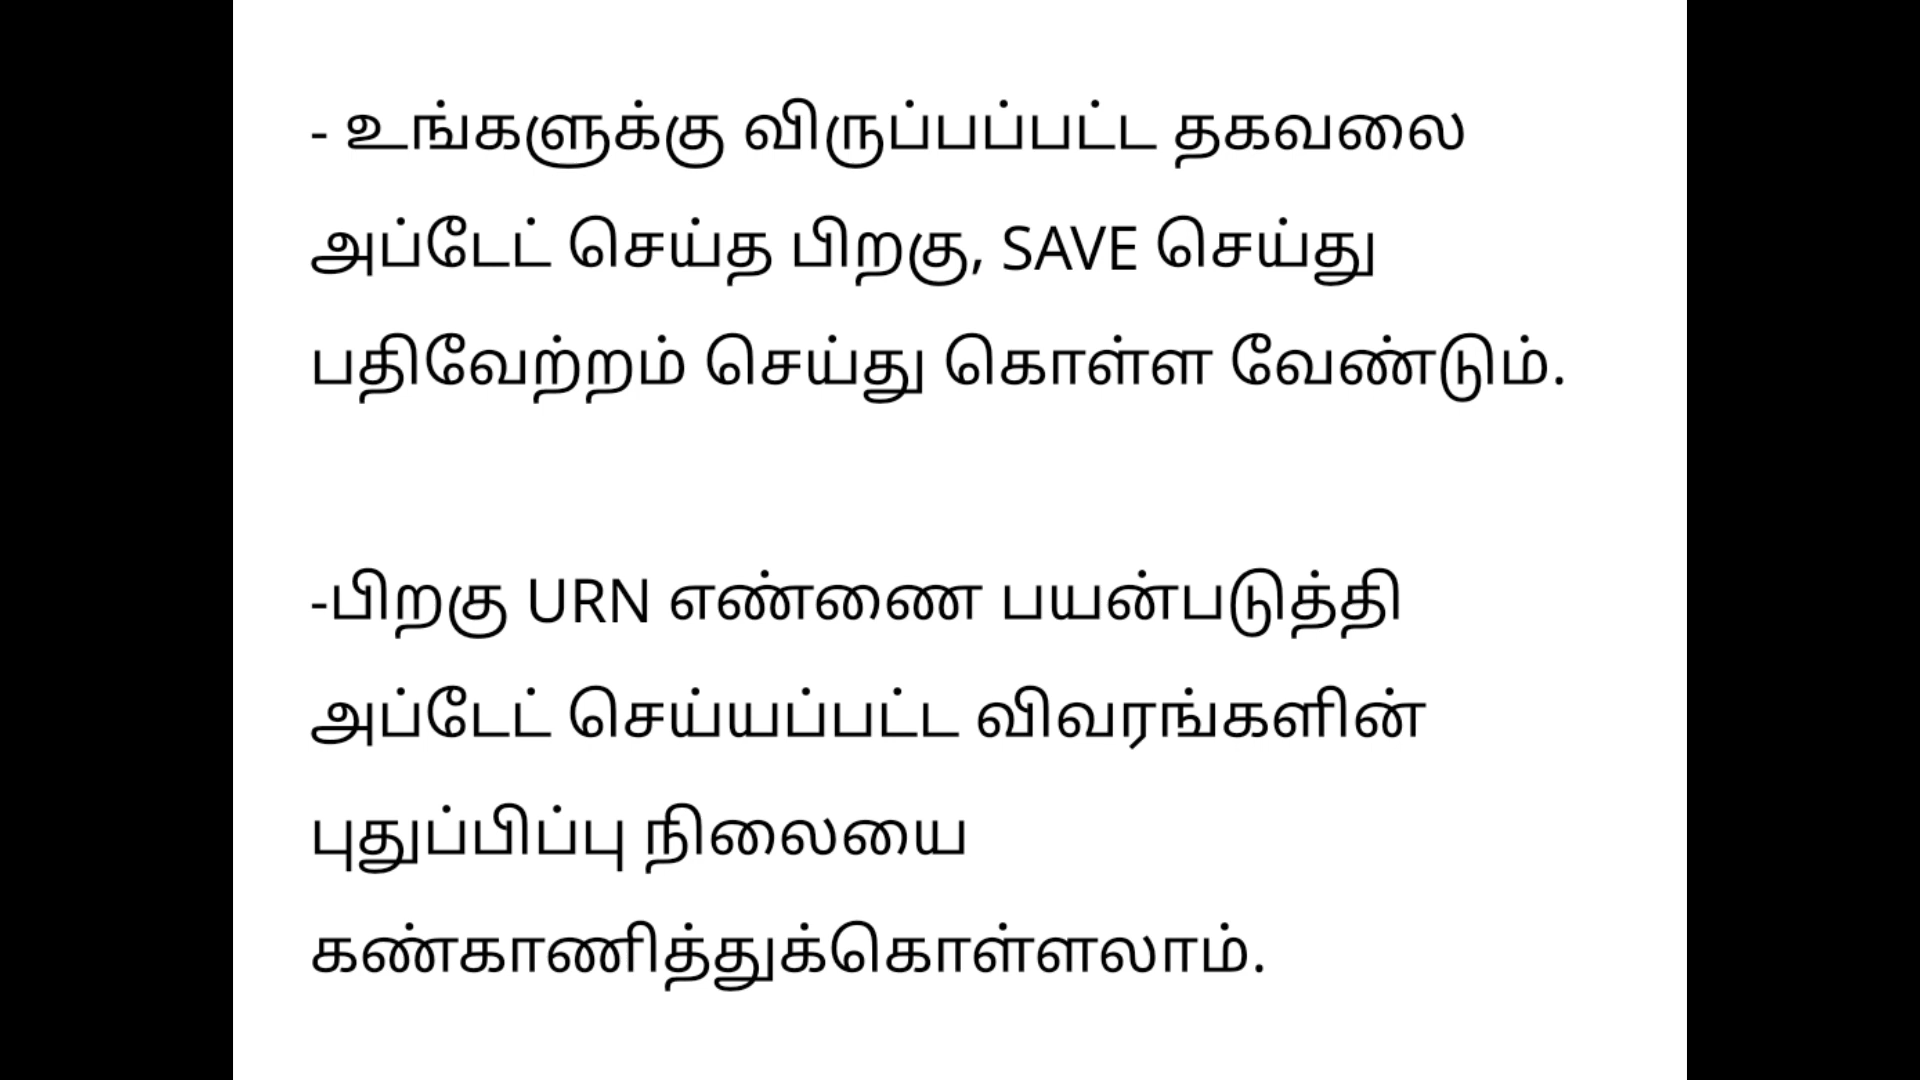 - உங்களுக்கு விருப்பப்பட்ட தகவலை
அப்டேட் செய்த பிறகு, SAVE செய்து
பதிவேற்றம் செய்து கொள்ள வேண்டும்.
-பிறகு URN எண்ணை பயன்படுத்தி
அப்டேட் செய்யப்பட்ட விவரங்களின்
புதுப்பிப்பு நிலையை
கண்காணித்துக்கொள்ளலாம்.